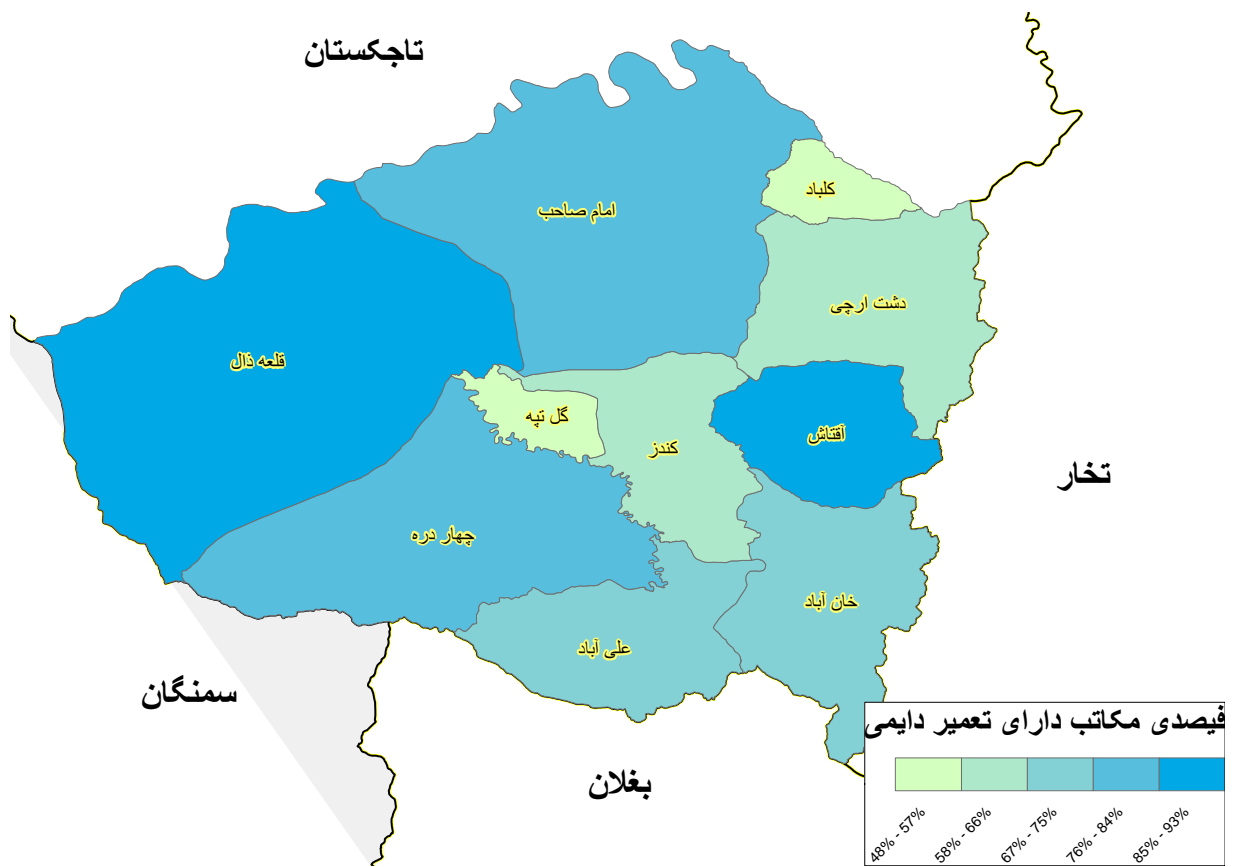 تاجکستان
کلباد
امام صاحب
دشت ارچی
قلعه ذال
گل تپه
آقتاش
کندز
تخار
چهار دره
خان آباد
علی آباد
سمنگان
بغلان
فیصدی مکاتب دارای تعمیر دایمی
48% - 57%
58% - 66%
67% - 75%
76% - 84%
85% - 93%